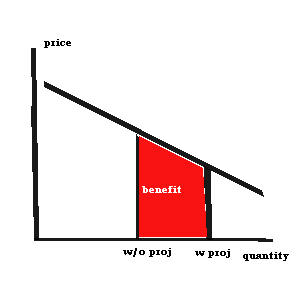 price
benefit
w/o proj
w proj
quantity